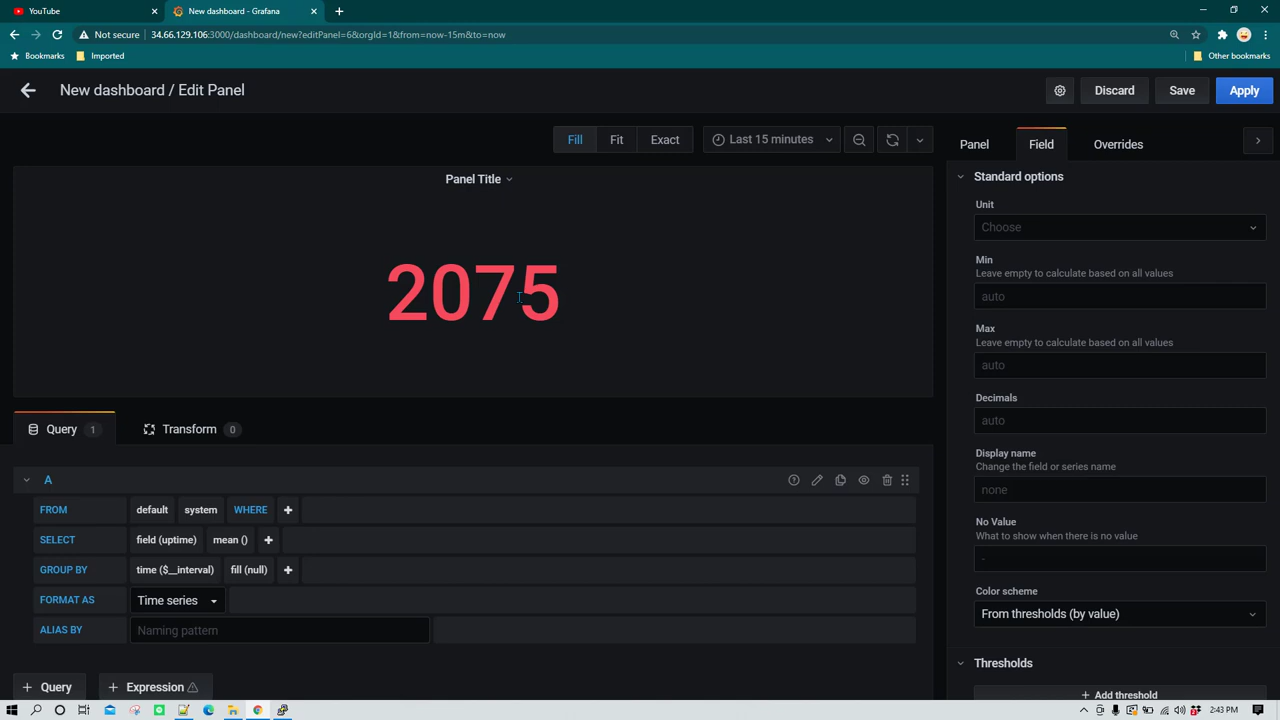 YouTube
New dashboard - Grafana
Not secure
34.66.129.106:3000/dashboard/new?editPanel=6&orgId=1&from=now-15m&to=now
Bookmarks
Imported
Other bookmarks
New dashboard / Edit Panel
Discard
Save
Apply
Fill
Fit
Exact
Last 15 minutes
Panel
Field
Overrides
Panel Title
2075
Standard options
Unit
Choose
Min
Leave empty to calculate based on all values
auto
Max
Leave empty to calculate based on all values
auto
Decimals
auto
Display name
Change the field or series name
none
No Value
What to show when there is no value
-
Color scheme
From thresholds (by value)
Thresholds
+ Add threshold
Query 1
Transform 0
A
FROM default system WHERE +
SELECT field (uptime) mean () +
GROUP BY time ($__interval) fill (null) +
FORMAT AS Time series
ALIAS BY Naming pattern
+ Query
+ Expression
2:43 PM